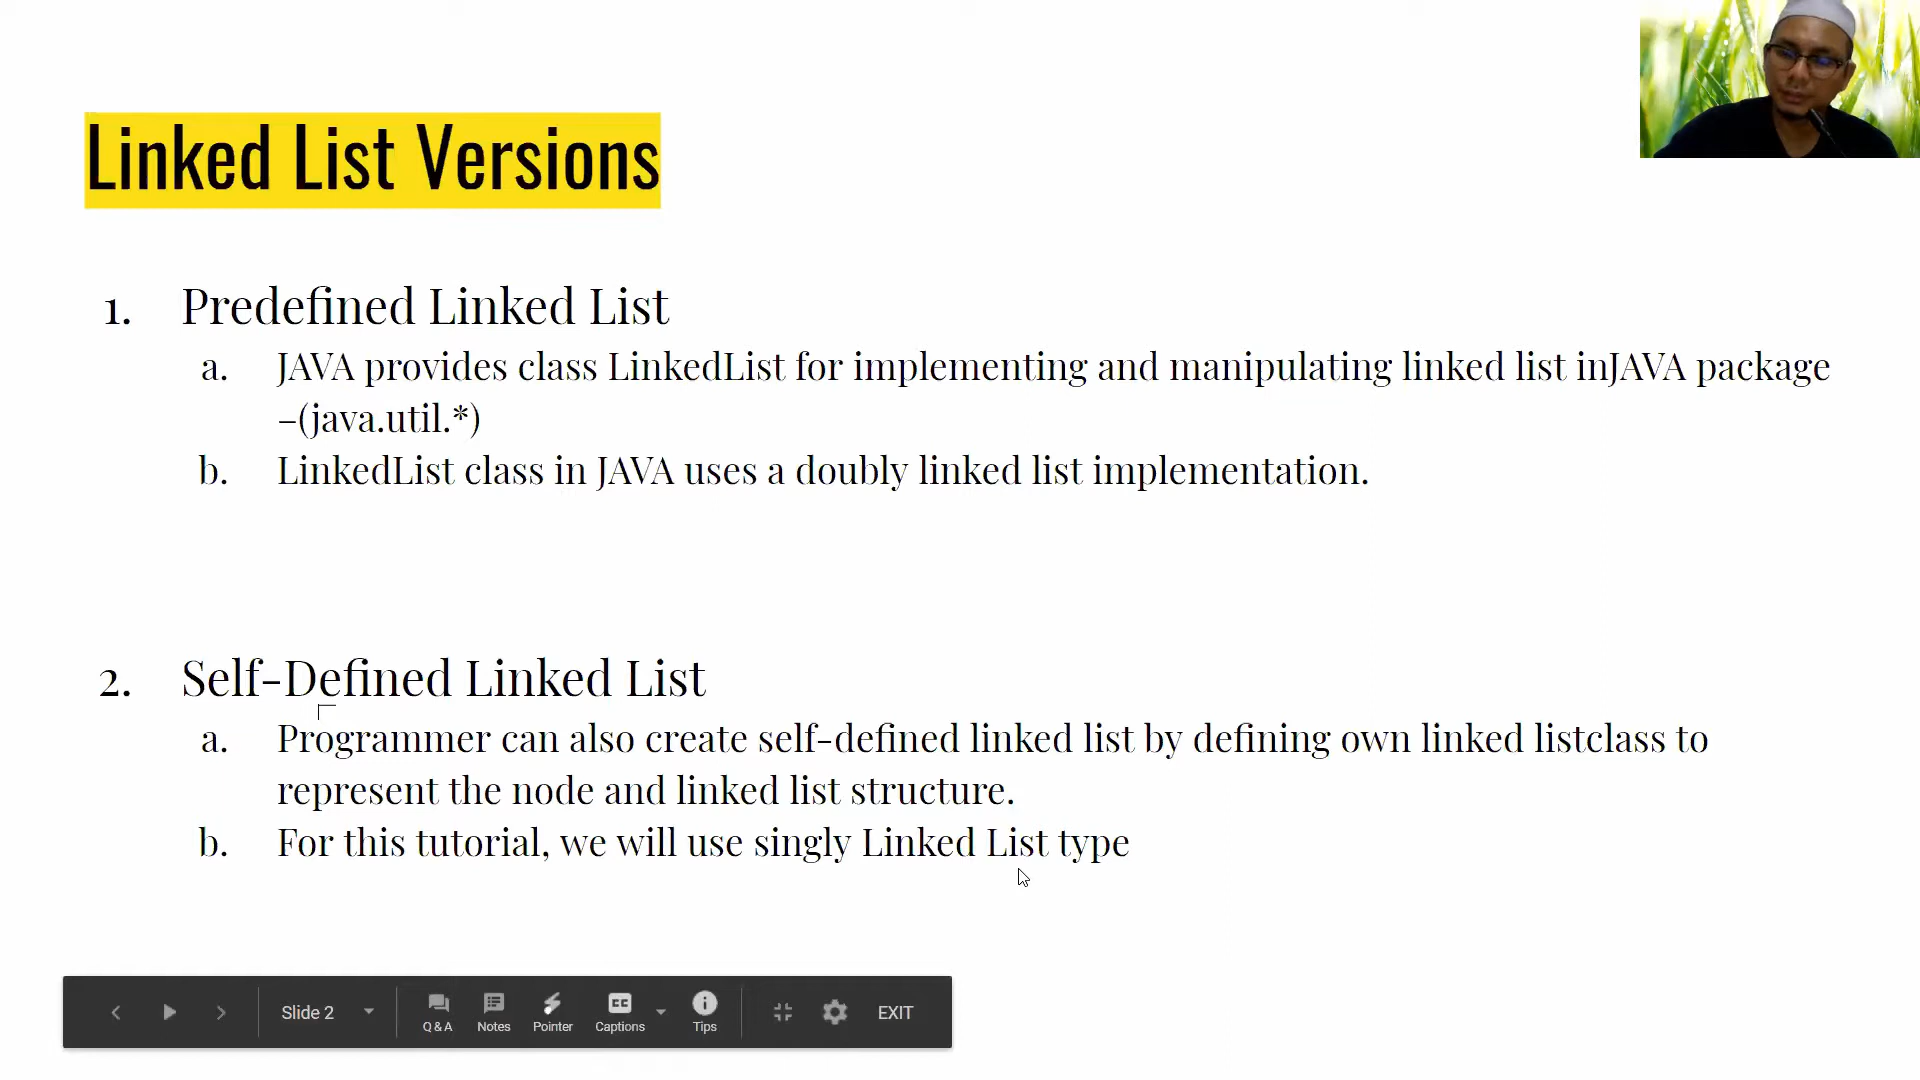 Linked List Versions
1. Predefined Linked List
a. JAVA provides class LinkedList for implementing and manipulating linked list inJAVA package
–(java.util.*)
b. LinkedList class in JAVA uses a doubly linked list implementation.
2. Self-Defined Linked List
a. Programmer can also create self-defined linked list by defining own linked listclass to
represent the node and linked list structure.
b. For this tutorial, we will use singly Linked List type
Slide 2 Q & A Notes Pointer CC Captions Tips EXIT